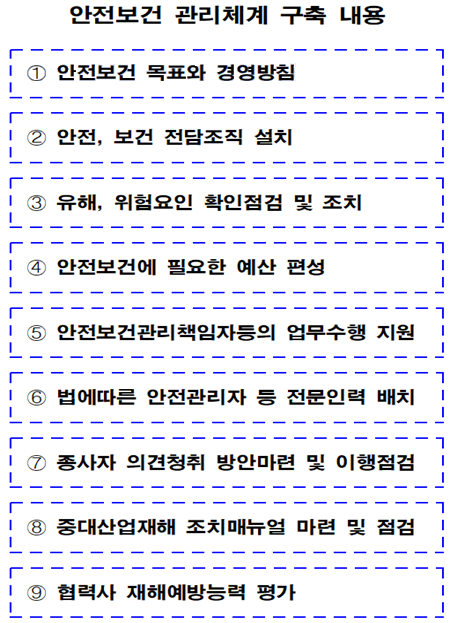 안전보건 관리체계 구축 내용
① 안전보건 목표와 경영방침
② 안전, 보건 전담조직 설치
③ 유해, 위험요인 확인점검 및 조치
④ 안전보건에 필요한 예산 편성
⑤ 안전보건관리책임자등의 업무수행 지원
⑥ 법에따른 안전관리자 등 전문인력 배치
⑦ 종사자 의견청취 방안마련 및 이행점검
⑧ 중대산업재해 조치매뉴얼 마련 및 점검
⑨ 협력사 재해예방능력 평가